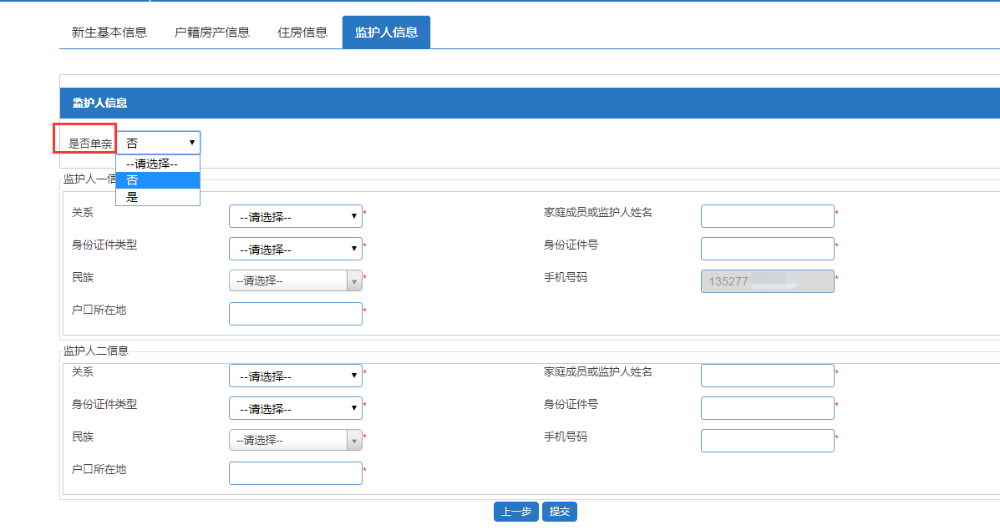 新生基本信息 户籍房产信息 住房信息 监护人信息
监护人信息
是否单亲 否
--请选择--
否
是
监护人一信
关系 --请选择-- * 家庭成员或监护人姓名 *
身份证件类型 --请选择-- * 身份证件号 *
民族 --请选择-- * 手机号码 135277 *
户口所在地 *
监护人二信息
关系 --请选择-- * 家庭成员或监护人姓名 *
身份证件类型 --请选择-- * 身份证件号 *
民族 --请选择-- * 手机号码 *
户口所在地 *
上一步 提交